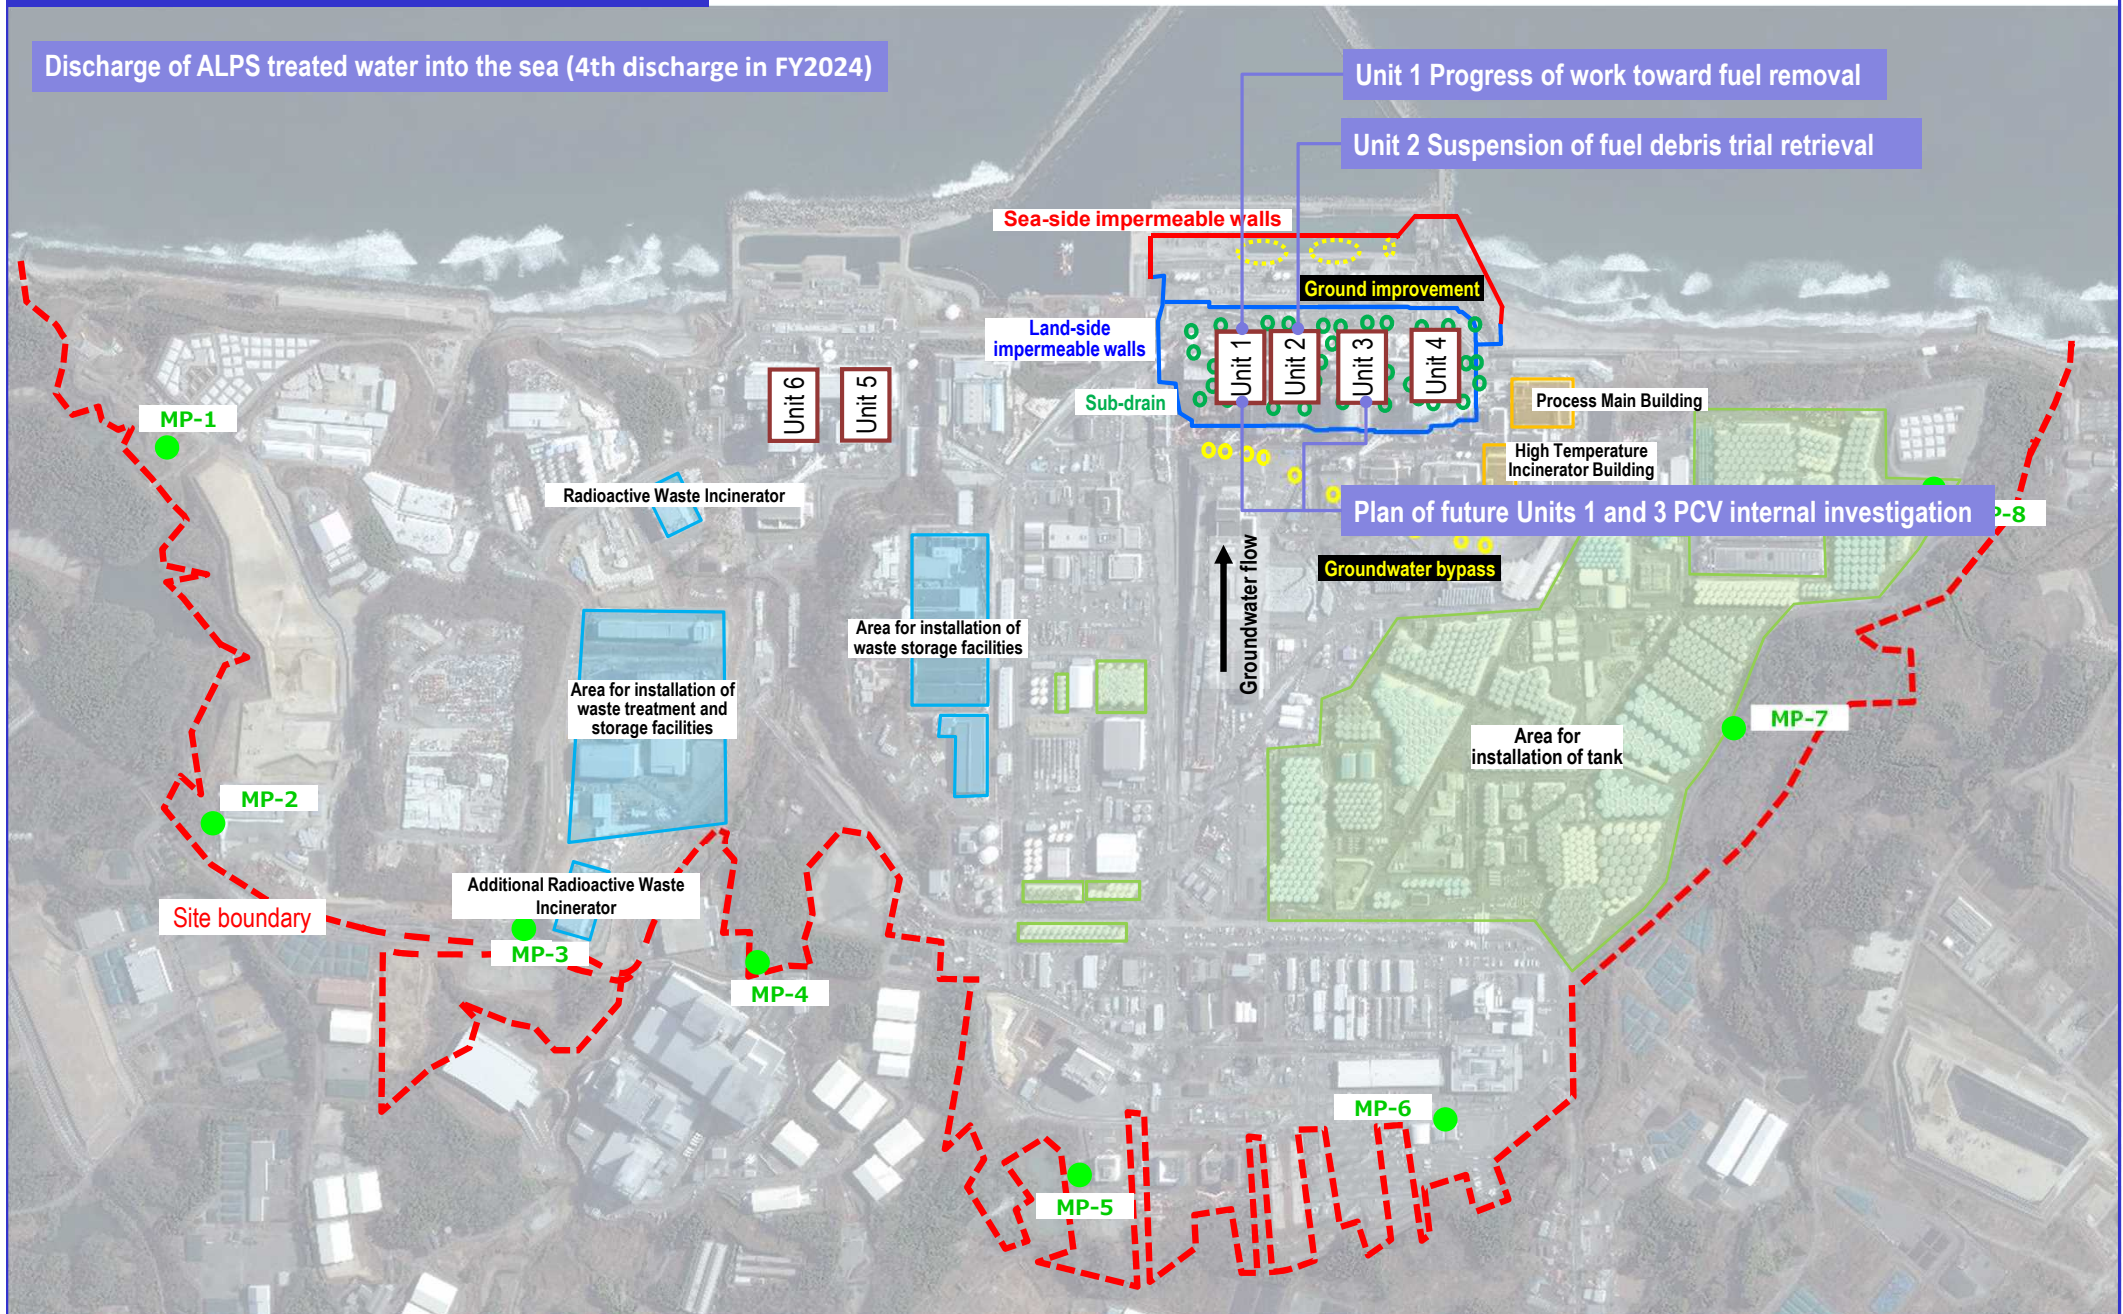 Discharge of ALPS treated water into the sea (4th discharge in FY2024)
Unit 1 Progress of work toward fuel removal
Unit 2 Suspension of fuel debris trial retrieval
Sea-side impermeable walls
Ground improvement
Land-side
impermeable walls
Unit 1
Unit 2
Unit 3
Unit 4
Unit 6
Unit 5
Sub-drain
Process Main Building
MP-1
High Temperature
Incinerator Building
Radioactive Waste Incinerator
Plan of future Units 1 and 3 PCV internal investigation
P-8
Groundwater bypass
Groundwater flow
Area for installation of
waste storage facilities
Area for installation of
waste treatment and
storage facilities
MP-7
Area for
installation of tank
MP-2
Additional Radioactive Waste
Incinerator
Site boundary
MP-3
MP-4
MP-6
MP-5